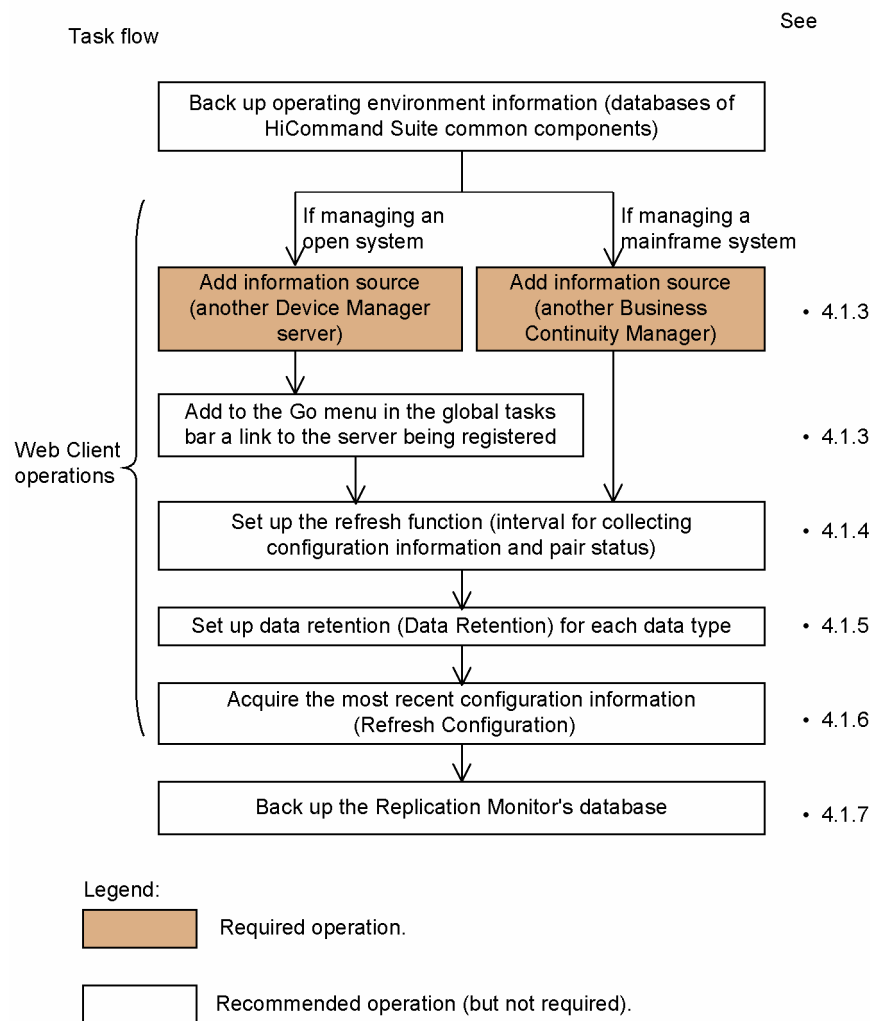 Task flow
See
Back up operating environment information (databases of
HiCommand Suite common components)
If managing an
open system
If managing a
mainframe system
Add information source
(another Device Manager
server)
Add information source
(another Business
Continuity Manager)
• 4.1.3
Add to the Go menu in the global tasks
bar a link to the server being registered
• 4.1.3
Web Client
operations
Set up the refresh function (interval for collecting
configuration information and pair status)
• 4.1.4
Set up data retention (Data Retention) for each data type
• 4.1.5
Acquire the most recent configuration information
(Refresh Configuration)
• 4.1.6
Back up the Replication Monitor's database
• 4.1.7
Legend:
Required operation.
Recommended operation (but not required).